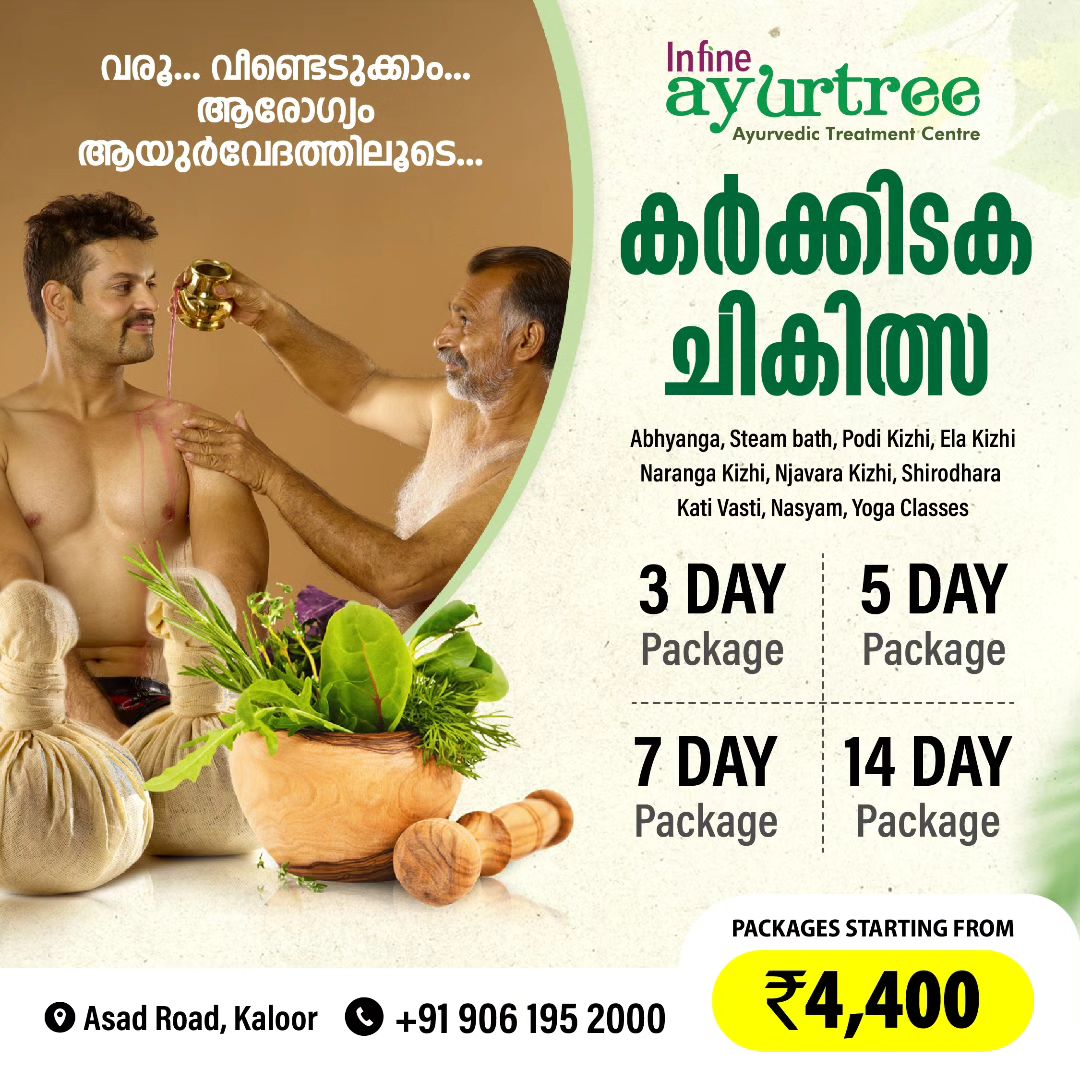 വരൂ... വീണ്ടെടുക്കാം...
ആരോഗ്യം
ആയുർവേദത്തിലൂടെ...
Infine
ayurtree
Ayurvedic Treatment Centre
കർക്കിടക
ചികിത്സ
Abhyanga, Steam bath, Podi Kizhi, Ela Kizhi
Naranga Kizhi, Njavara Kizhi, Shirodhara
Kati Vasti, Nasyam, Yoga Classes
3 DAY
Package
5 DAY
Package
7 DAY
Package
14 DAY
Package
PACKAGES STARTING FROM
₹4,400
Asad Road, Kaloor
+91 906 195 2000